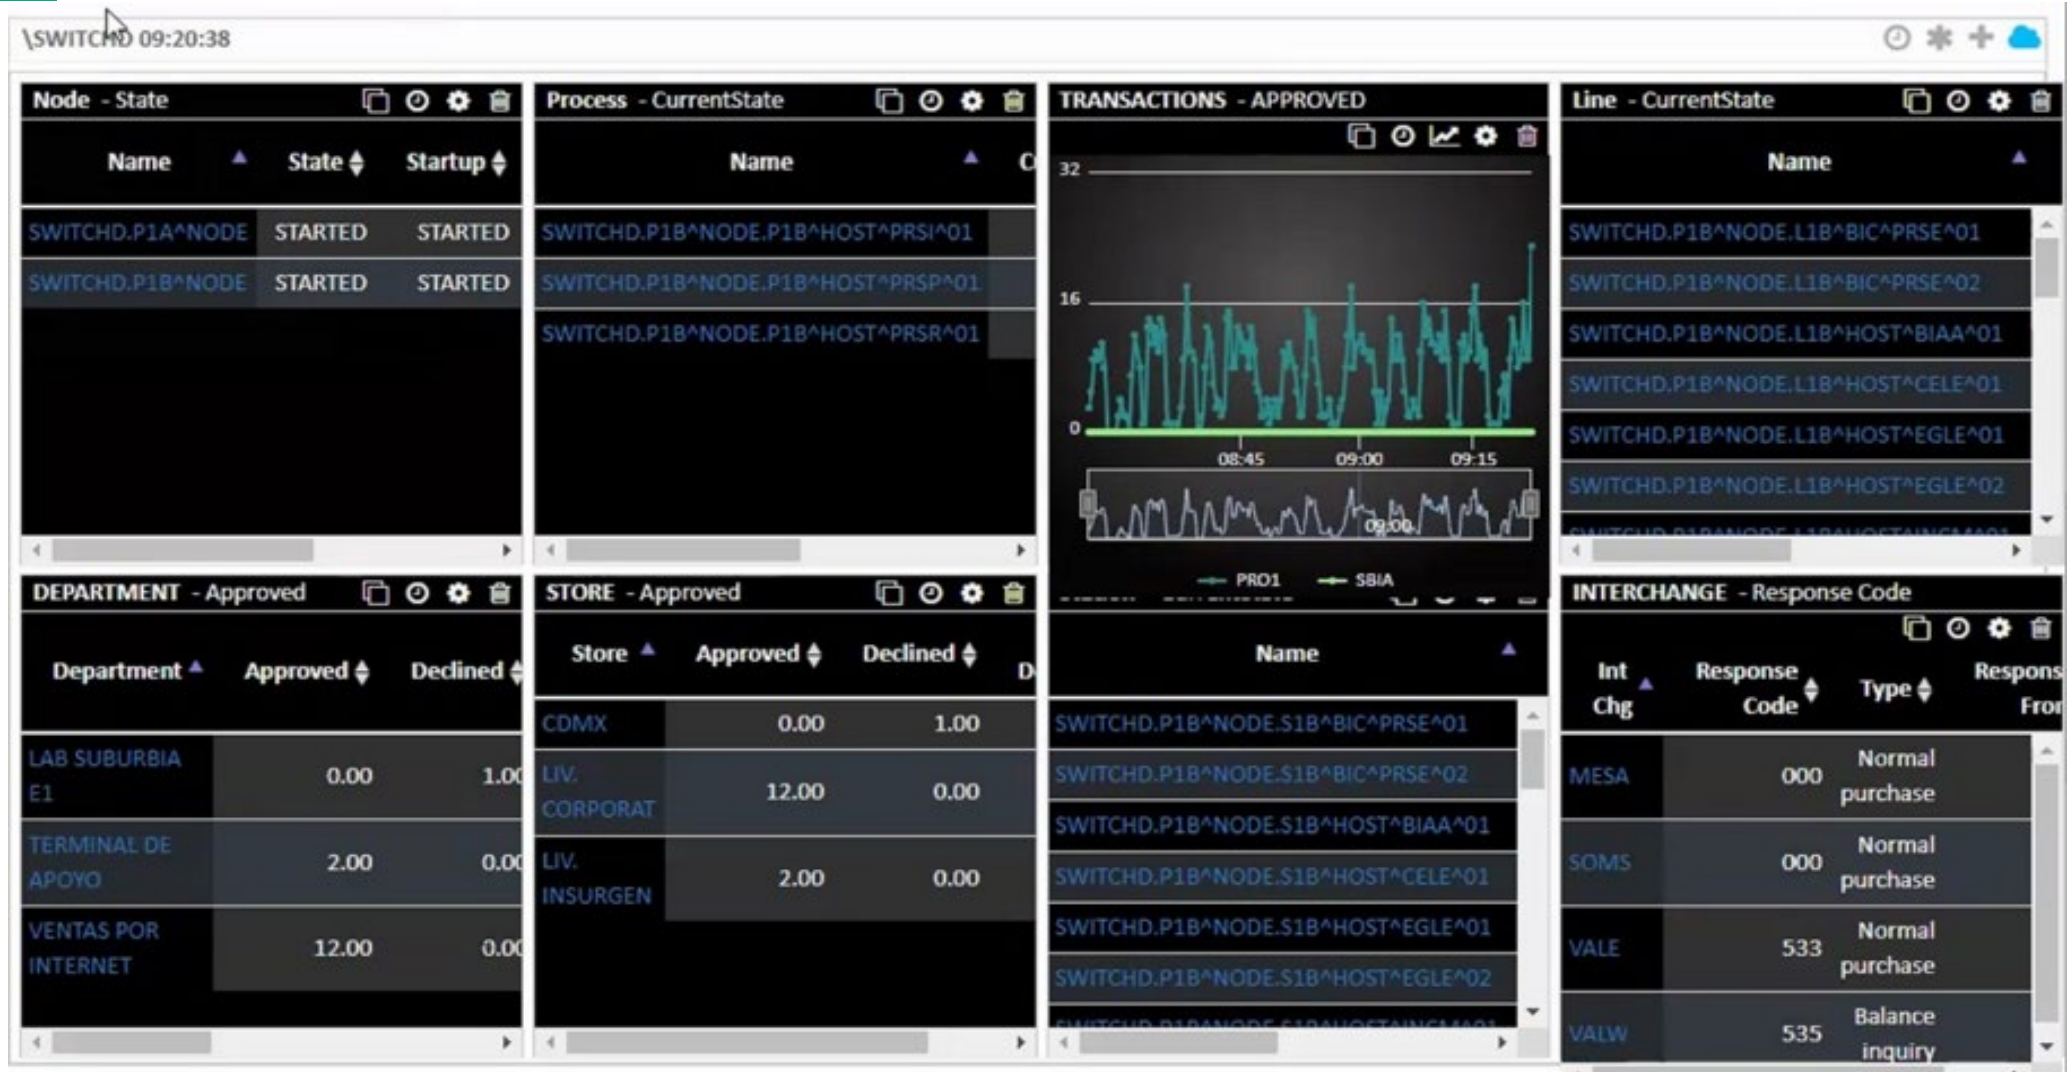 \SWITCHD 09:20:38
Node - State
Name State Startup
SWITCHD.P1A^NODE STARTED STARTED
SWITCHD.P1B^NODE STARTED STARTED
Process - CurrentState
Name
SWITCHD.P1B^NODE.P1B^HOST^PRSI^01
SWITCHD.P1B^NODE.P1B^HOST^PRSP^01
SWITCHD.P1B^NODE.P1B^HOST^PRSR^01
TRANSACTIONS - APPROVED
32
16
0
08:45 09:00 09:15
09:00
PRO1 SBIA
Line - CurrentState
Name
SWITCHD.P1B^NODE.L1B^BIC^PRSE^01
SWITCHD.P1B^NODE.L1B^BIC^PRSE^02
SWITCHD.P1B^NODE.L1B^HOST^BIAA^01
SWITCHD.P1B^NODE.L1B^HOST^CELE^01
SWITCHD.P1B^NODE.L1B^HOST^EGLE^01
SWITCHD.P1B^NODE.L1B^HOST^EGLE^02
DEPARTMENT - Approved
Department Approved Declined
LAB SUBURBIA
E1 0.00 1.00
TERMINAL DE
APOYO 2.00 0.00
VENTAS POR
INTERNET 12.00 0.00
STORE - Approved
Store Approved Declined
CDMX 0.00 1.00
LIV.
CORPORAT 12.00 0.00
LIV.
INSURGEN 2.00 0.00
Name
SWITCHD.P1B^NODE.S1B^BIC^PRSE^01
SWITCHD.P1B^NODE.S1B^BIC^PRSE^02
SWITCHD.P1B^NODE.S1B^HOST^BIAA^01
SWITCHD.P1B^NODE.S1B^HOST^CELE^01
SWITCHD.P1B^NODE.S1B^HOST^EGLE^01
SWITCHD.P1B^NODE.S1B^HOST^EGLE^02
INTERCHANGE - Response Code
Int Response Type Respons
Chg Code
MESA 000 Normal
purchase
SOMS 000 Normal
purchase
VALE 533 Normal
purchase
VALW 535 Balance
inquiry